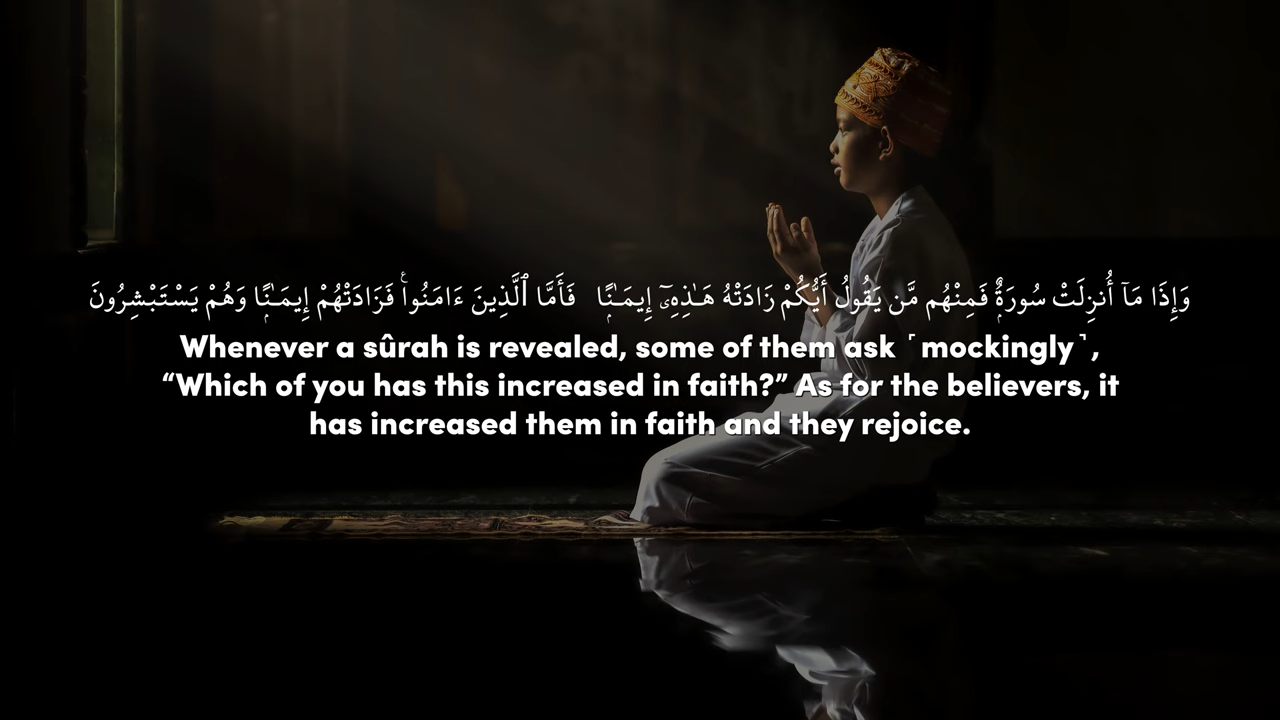 وَإِذَا مَآ أُنزِلَتْ سُورَةٌۭ فَمِنْهُم مَّن يَقُولُ أَيُّكُمْ زَادَتْهُ هَـٰذِهِۦٓ إِيمَـٰنًۭا فَأَمَّا ٱلَّذِينَ ءَامَنُوا۟ فَزَادَتْهُمْ إِيمَـٰنًۭا وَهُمْ يَسْتَبْشِرُونَ
Whenever a sûrah is revealed, some of them ask ˹mockingly˺,
“Which of you has this increased in faith?” As for the believers, it
has increased them in faith and they rejoice.